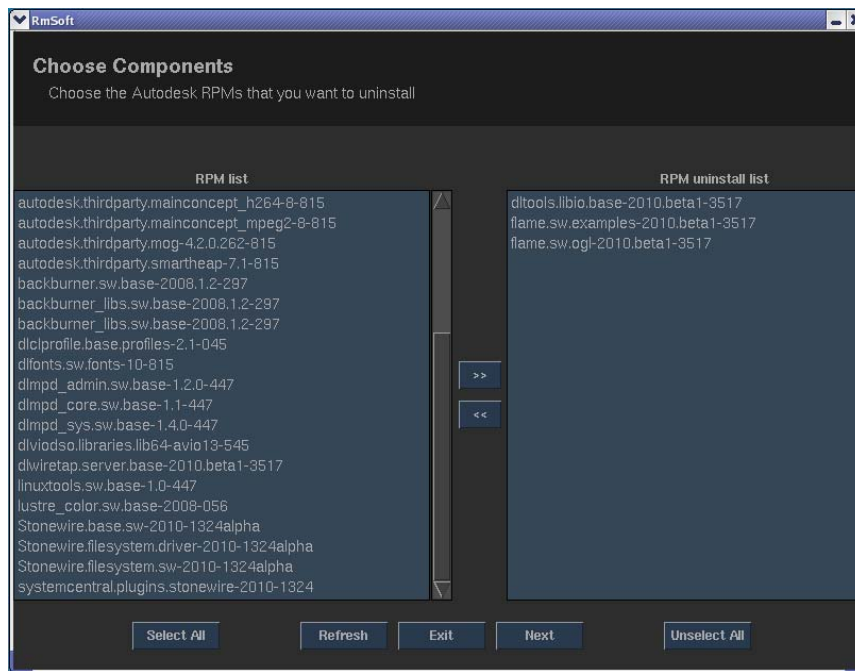 RmSoft
Choose Components
Choose the Autodesk RPMs that you want to uninstall
RPM list
autodesk.thirdparty.mainconcept_h264-8-815
autodesk.thirdparty.mainconcept_mpeg2-8-815
autodesk.thirdparty.mog-4.2.0.262-815
autodesk.thirdparty.smartheap-7.1-815
backburner.sw.base-2008.1.2-297
backburner_libs.sw.base-2008.1.2-297
backburner_libs.sw.base-2008.1.2-297
dlclprofile.base.profiles-2.1-045
dlfonts.sw.fonts-10-815
dlmpd_admin.sw.base-1.2.0-447
dlmpd_core.sw.base-1.1-447
dlmpd_sys.sw.base-1.4.0-447
dlviodso.libraries.lib64-avio13-545
dlwiretap.server.base-2010.beta1-3517
linuxtools.sw.base-1.0-447
lustre_color.sw.base-2008-056
Stonewire.base.sw-2010-1324alpha
Stonewire.filesystem.driver-2010-1324alpha
Stonewire.filesystem.sw-2010-1324alpha
systemcentral.plugins.stonewire-2010-1324
>>
<<
RPM uninstall list
dltools.libio.base-2010.beta1-3517
flame.sw.examples-2010.beta1-3517
flame.sw.ogl-2010.beta1-3517
Select All
Refresh
Exit
Next
Unselect All